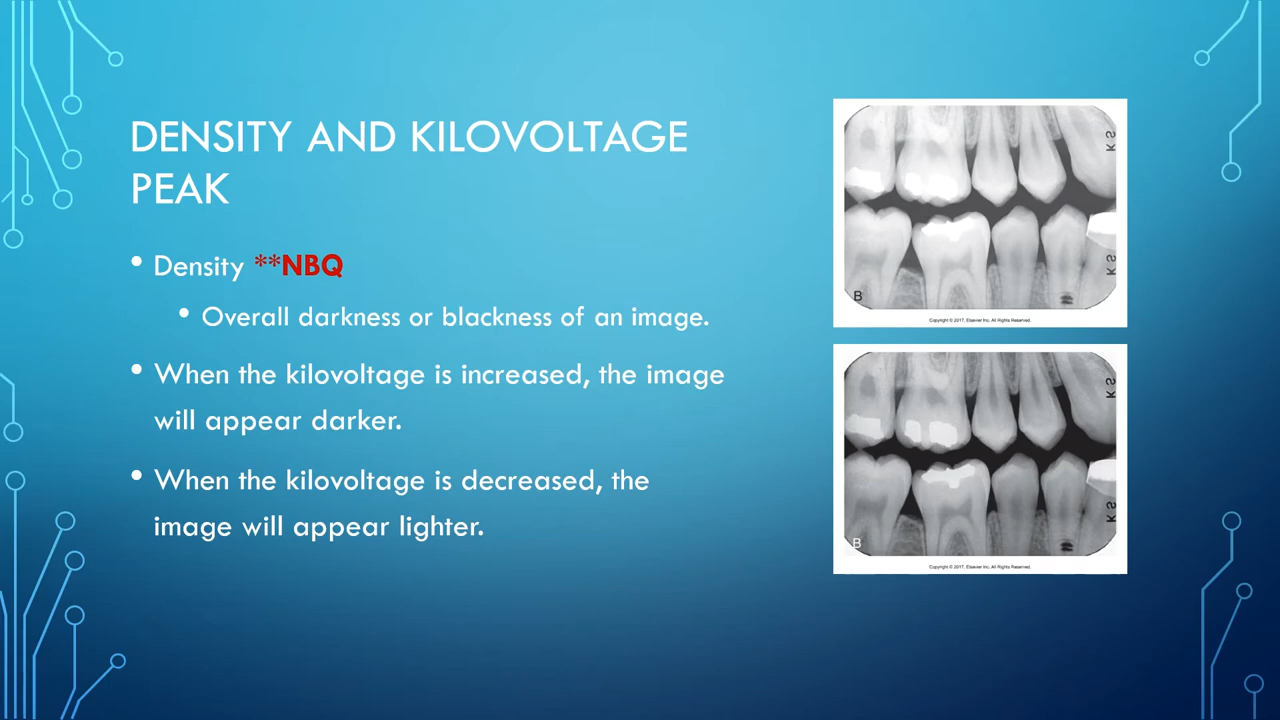 DENSITY AND KILOVOLTAGE
PEAK
• Density **NBQ
• Overall darkness or blackness of an image.
• When the kilovoltage is increased, the image
will appear darker.
• When the kilovoltage is decreased, the
image will appear lighter.
K S
K S
B
Copyright © 2017, Elsevier Inc. All Rights Reserved.
K S
K S
B
Copyright © 2017, Elsevier Inc. All Rights Reserved.